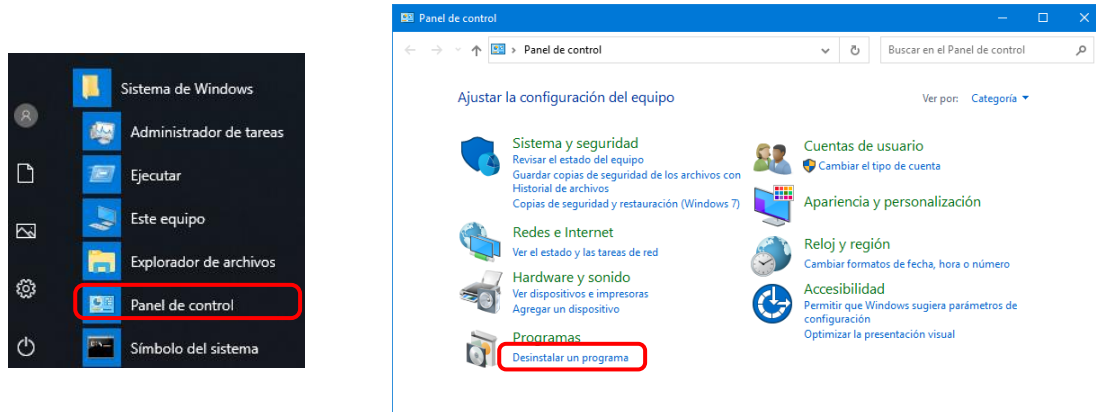 Sistema de Windows
Administrador de tareas
Ejecutar
Este equipo
Explorador de archivos
Panel de control
Símbolo del sistema
Panel de control
Panel de control
Buscar en el Panel de control
Ajustar la configuración del equipo
Ver por: Categoría
Sistema y seguridad
Revisar el estado del equipo
Guardar copias de seguridad de los archivos con
Historial de archivos
Copias de seguridad y restauración (Windows 7)
Redes e Internet
Ver el estado y las tareas de red
Hardware y sonido
Ver dispositivos e impresoras
Agregar un dispositivo
Programas
Desinstalar un programa
Cuentas de usuario
Cambiar el tipo de cuenta
Apariencia y personalización
Reloj y región
Cambiar formatos de fecha, hora o número
Accesibilidad
Permitir que Windows sugiera parámetros de
configuración
Optimizar la presentación visual